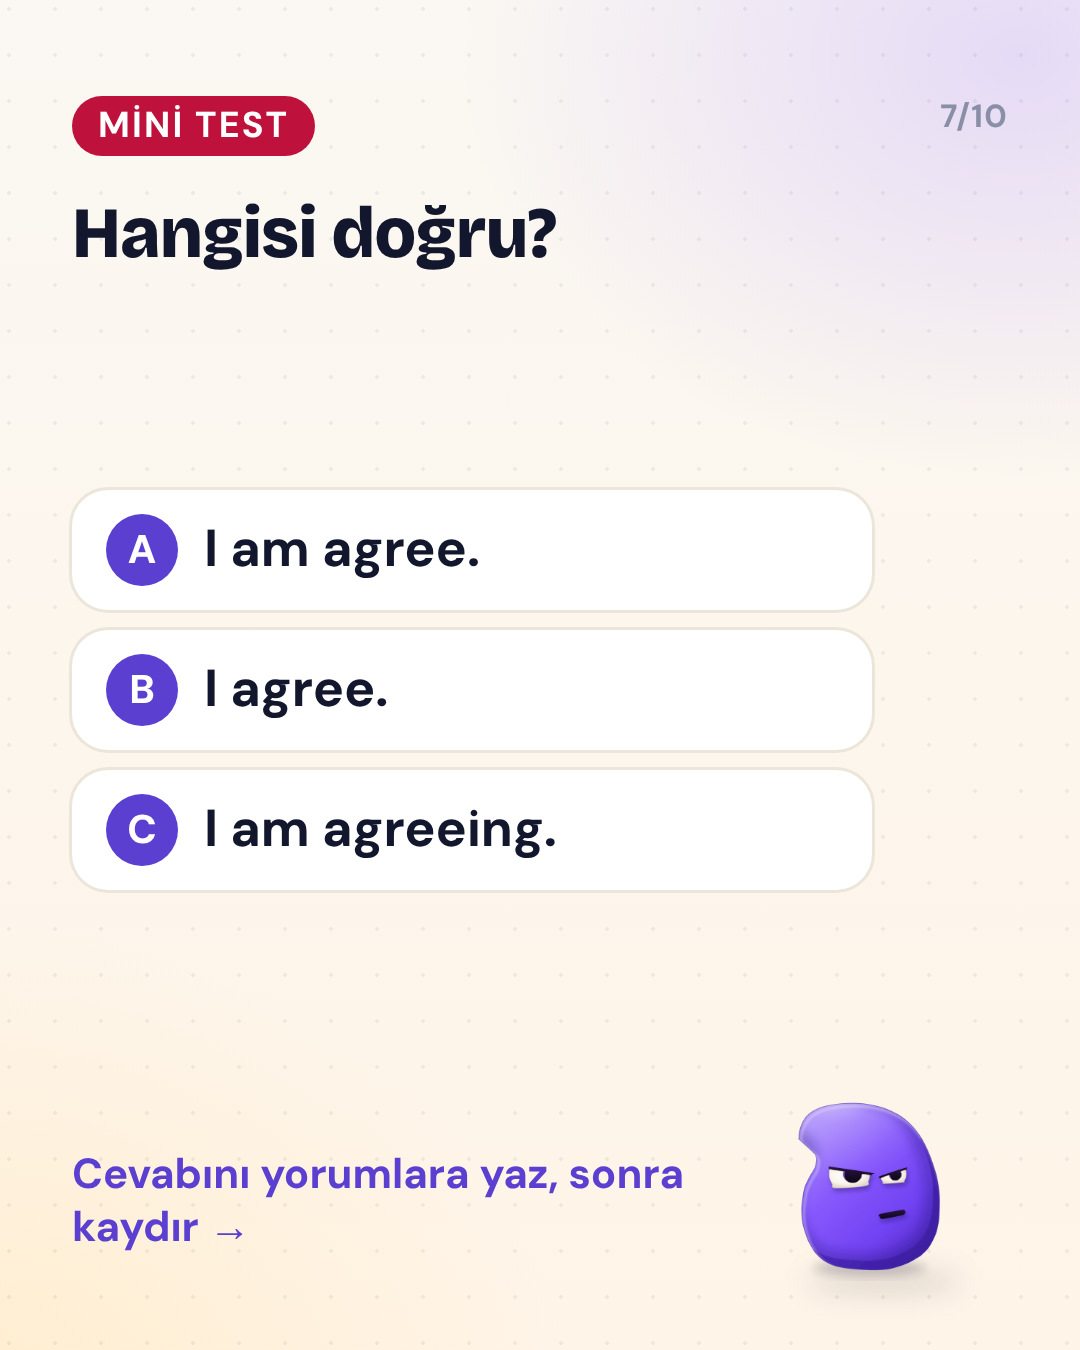 MİNİ TEST
7/10
Hangisi doğru?
A I am agree.
B I agree.
C I am agreeing.
Cevabını yorumlara yaz, sonra
kaydır →